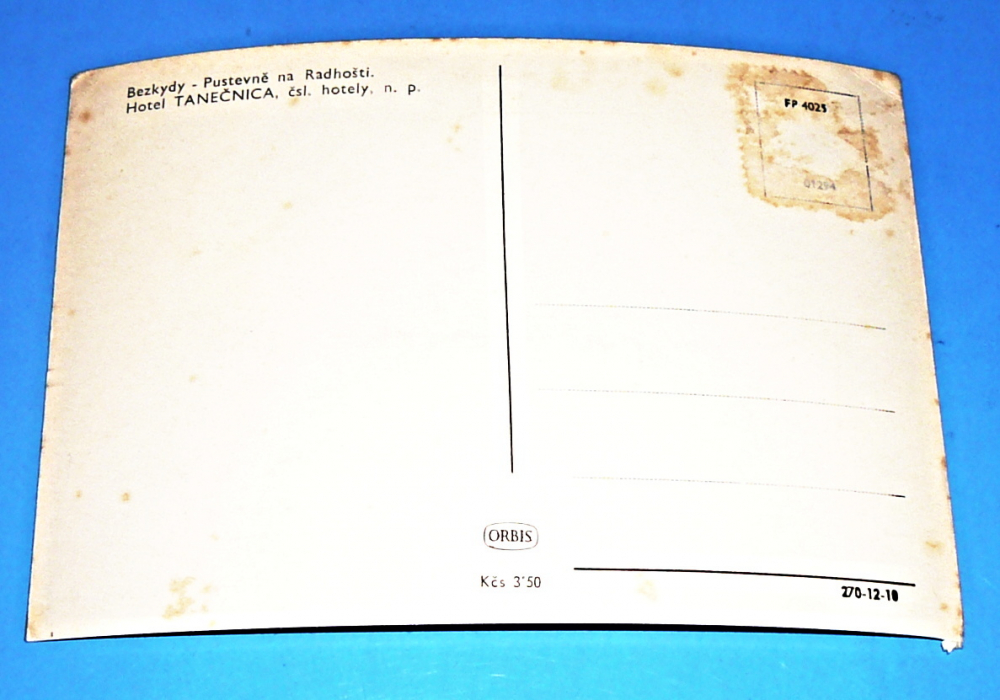 Bezkydy - Pustevně na Radhošti.
Hotel TANEČNICA, čsl. hotely, n. p.
FP 4025
01294
ORBIS
Kčs 3'50
270-12-10